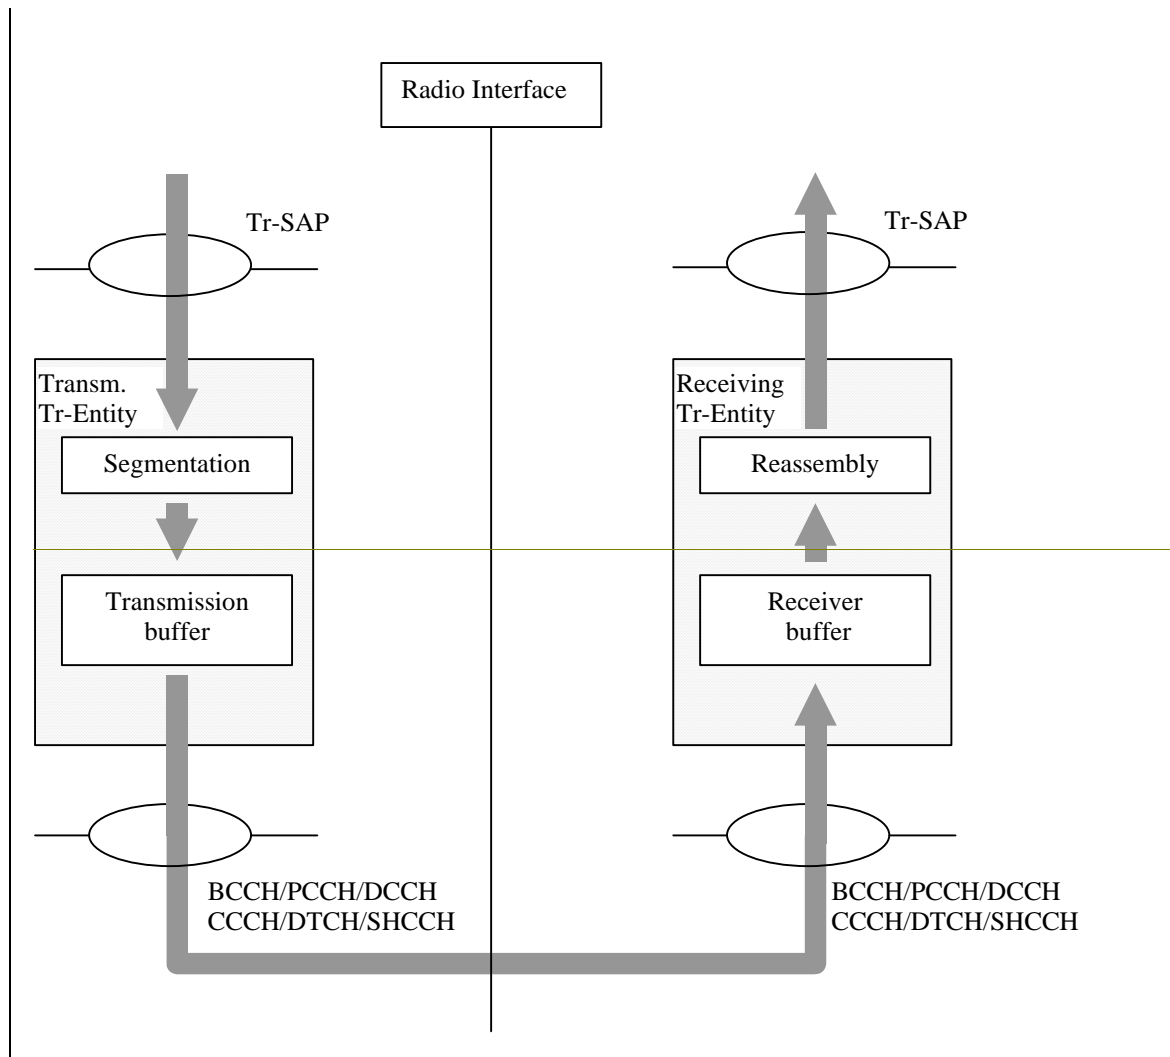 Radio Interface
Tr-SAP
Tr-SAP
Transm.
Tr-Entity
Receiving
Tr-Entity
Segmentation
Reassembly
Transmission
buffer
Receiver
buffer
BCCH/PCCH/DCCH
CCCH/DTCH/SHCCH
BCCH/PCCH/DCCH
CCCH/DTCH/SHCCH